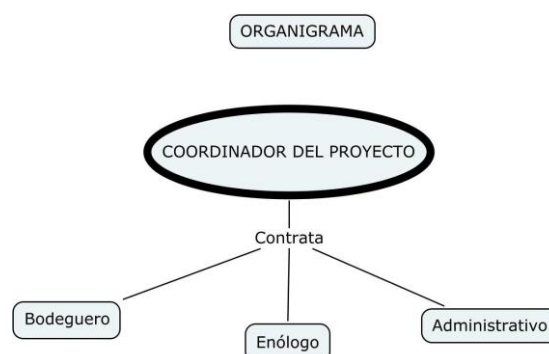 ORGANIGRAMA
COORDINADOR DEL PROYECTO
Contrata
Bodeguero
Enólogo
Administrativo